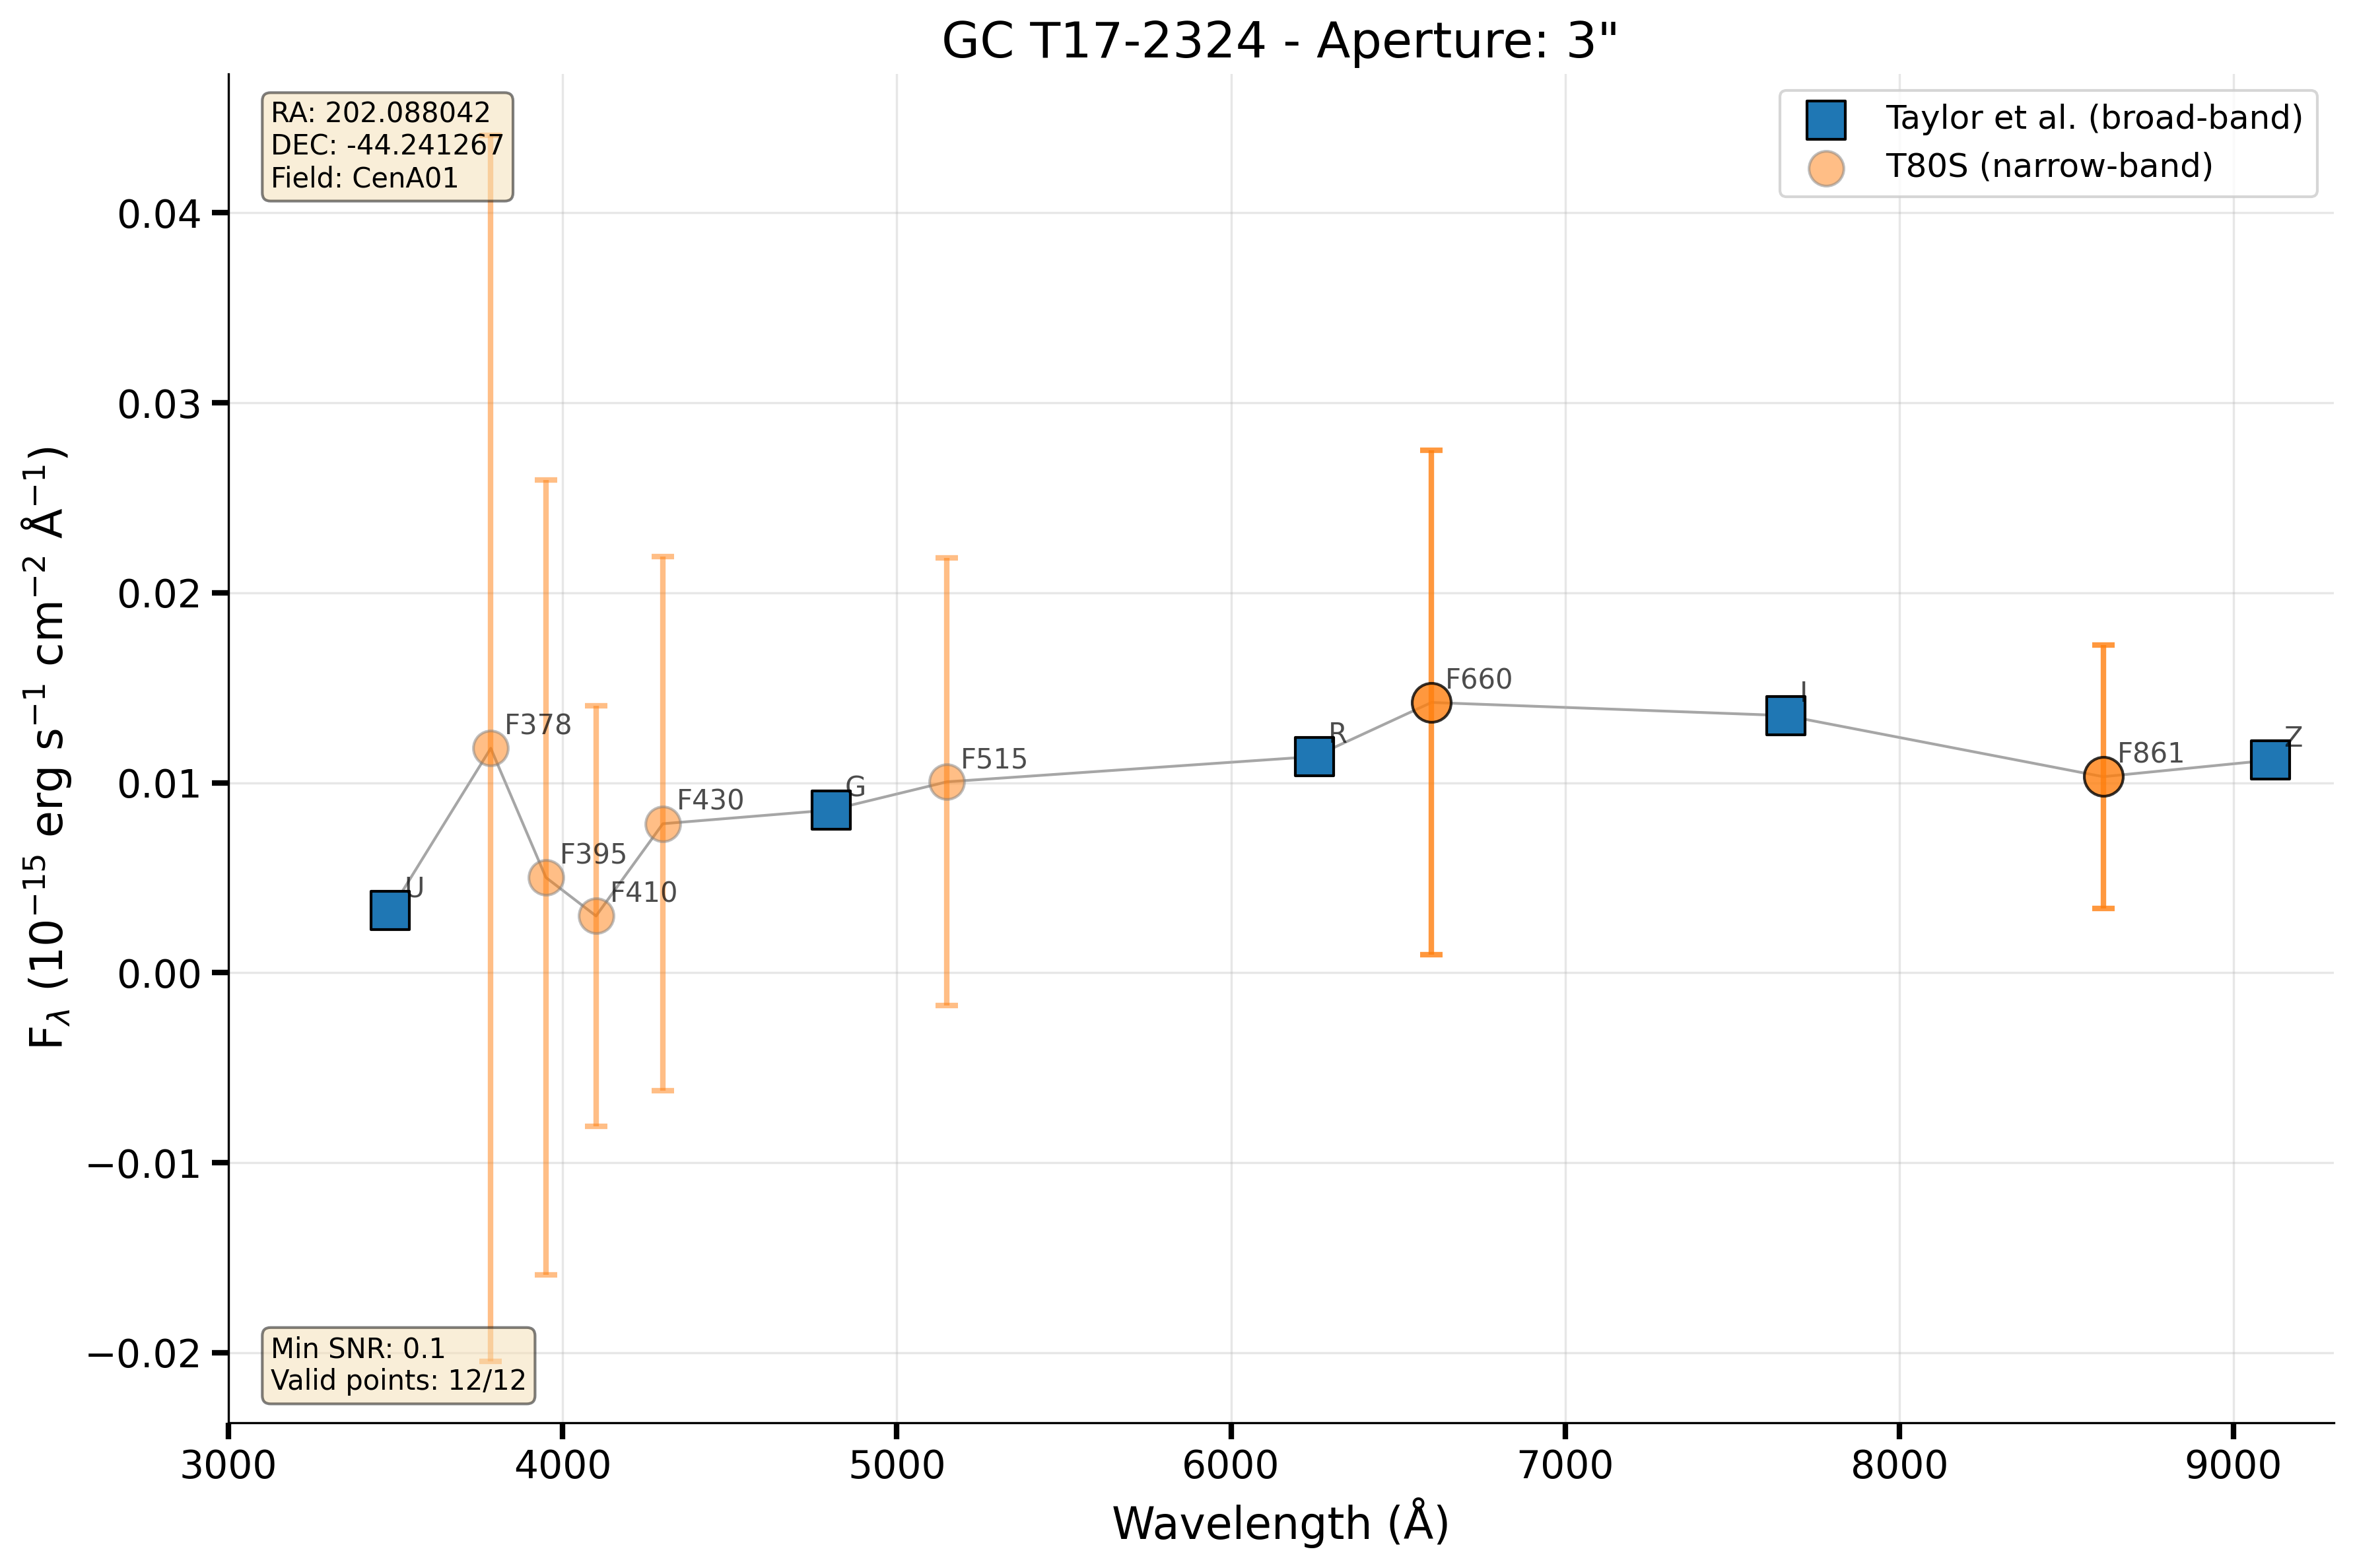 GC T17-2324 - Aperture: 3"
RA: 202.088042
DEC: -44.241267
Field: CenA01
Taylor et al. (broad-band)
T80S (narrow-band)
0.04
0.03
0.02
0.01
0.00
−0.01
−0.02
F$_λ$ (10$^{−15}$ erg s$^{−1}$ cm$^{−2}$ Å$^{−1}$)
U
F378
F395
F410
F430
G
F515
R
F660
I
F861
Z
Min SNR: 0.1
Valid points: 12/12
3000 4000 5000 6000 7000 8000 9000
Wavelength (Å)